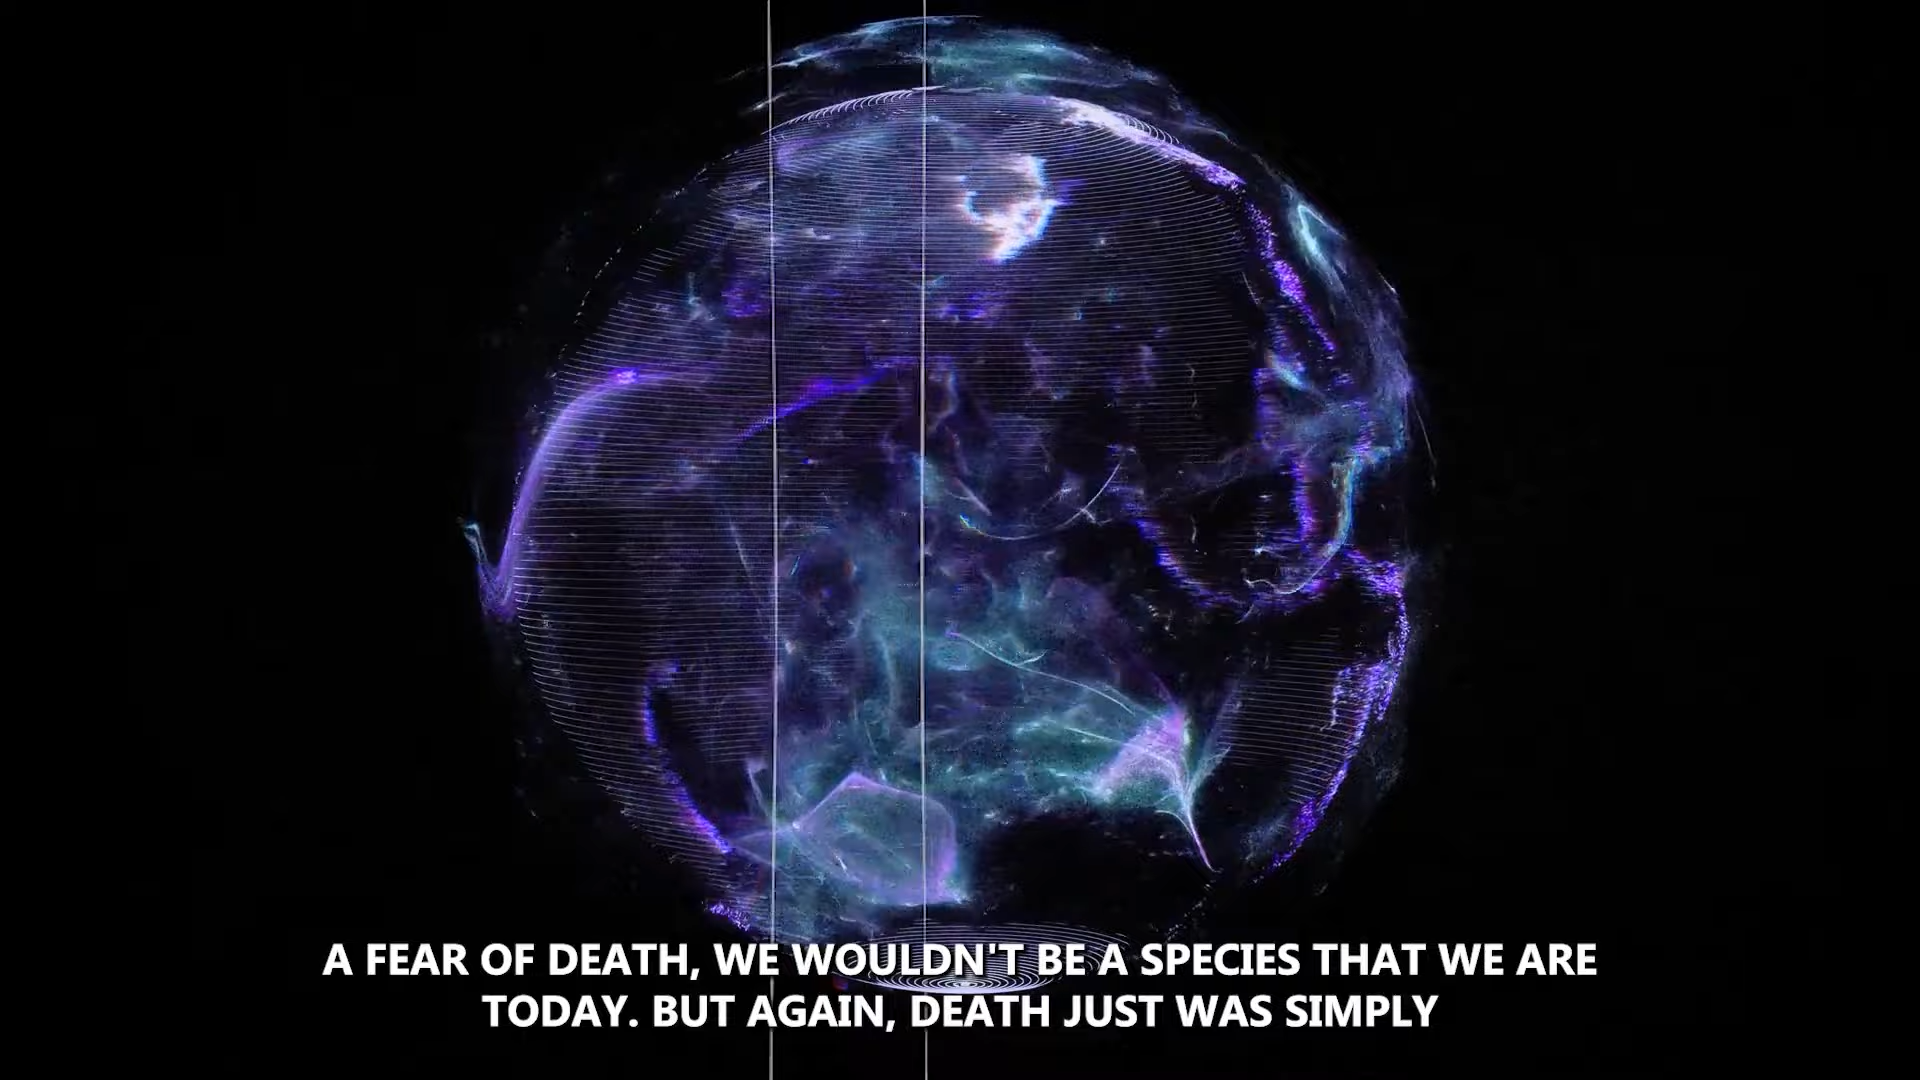 A FEAR OF DEATH, WE WOULDN'T BE A SPECIES THAT WE ARE
TODAY. BUT AGAIN, DEATH JUST WAS SIMPLY